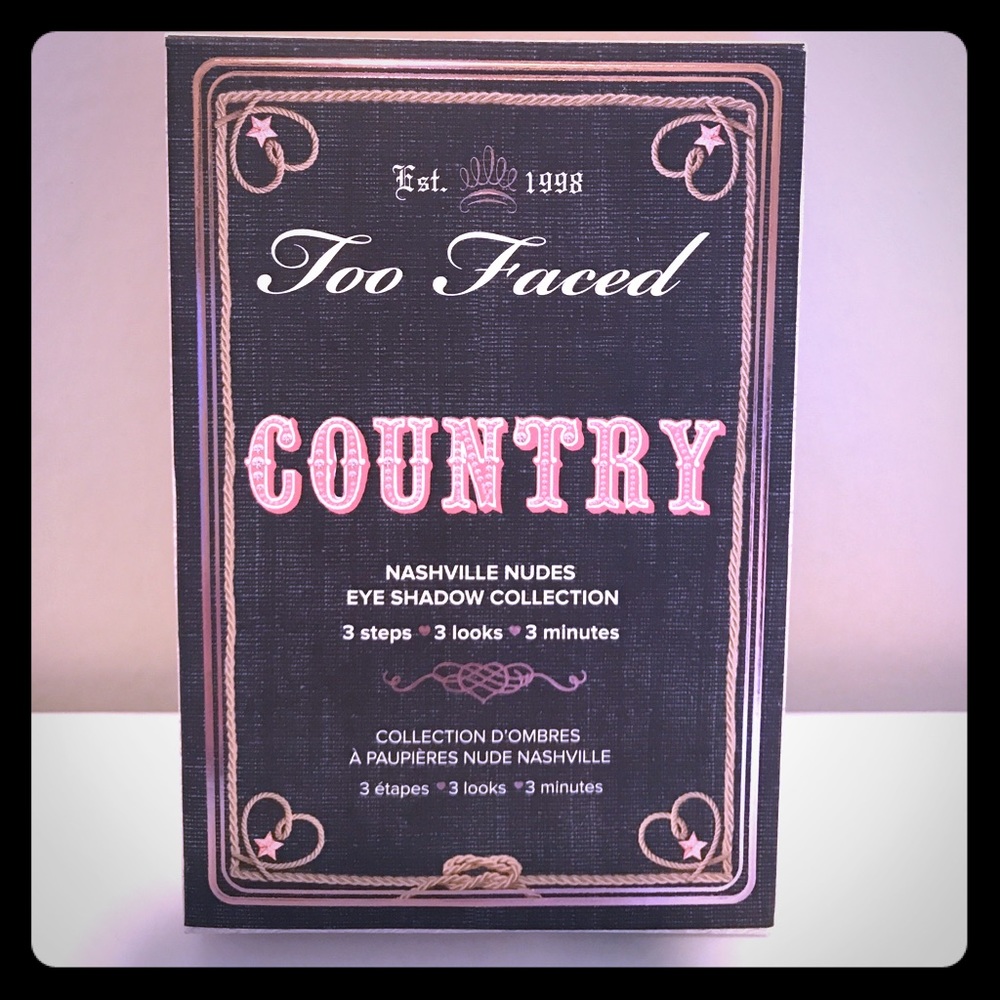 Est. 1998
Too Faced
COUNTRY
NASHVILLE NUDES
EYE SHADOW COLLECTION
3 steps ♥ 3 looks ♥ 3 minutes
COLLECTION D'OMBRES
À PAUPIÈRES NUDE NASHVILLE
3 étapes ♥ 3 looks ♥ 3 minutes